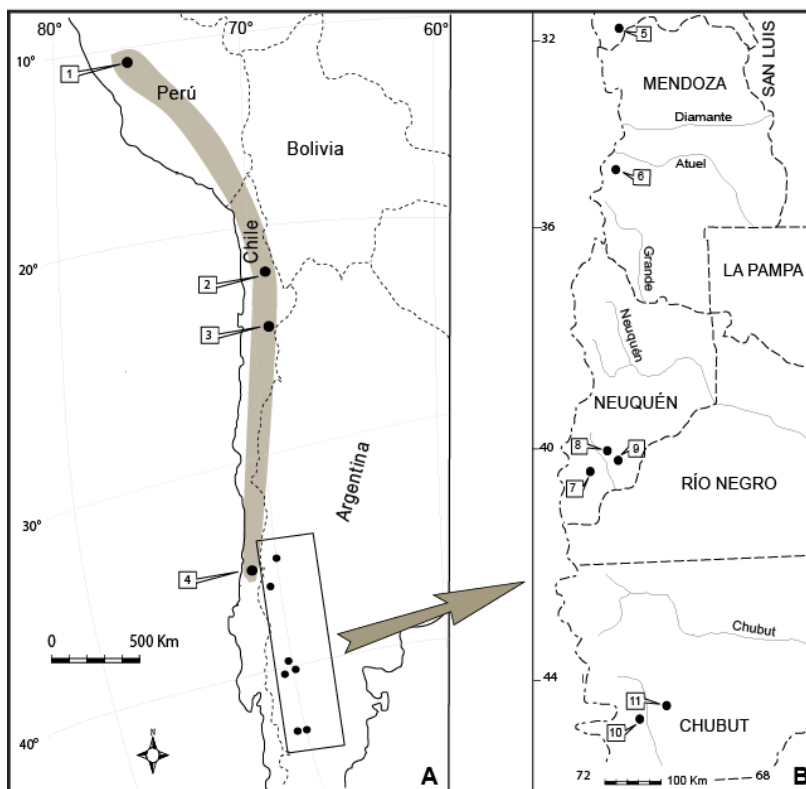 80°
70°
60°
10°
1
Perú
Bolivia
Chile
20°
2
3
Argentina
30°
4
0 500 Km
40°
N
A
32
5
MENDOZA
SAN LUIS
Diamante
Atuel
6
36
Grande
LA PAMPA
Neuquén
NEUQUÉN
8
9
40
7
RÍO NEGRO
Chubut
44
11
10
CHUBUT
72
100 Km
68
B